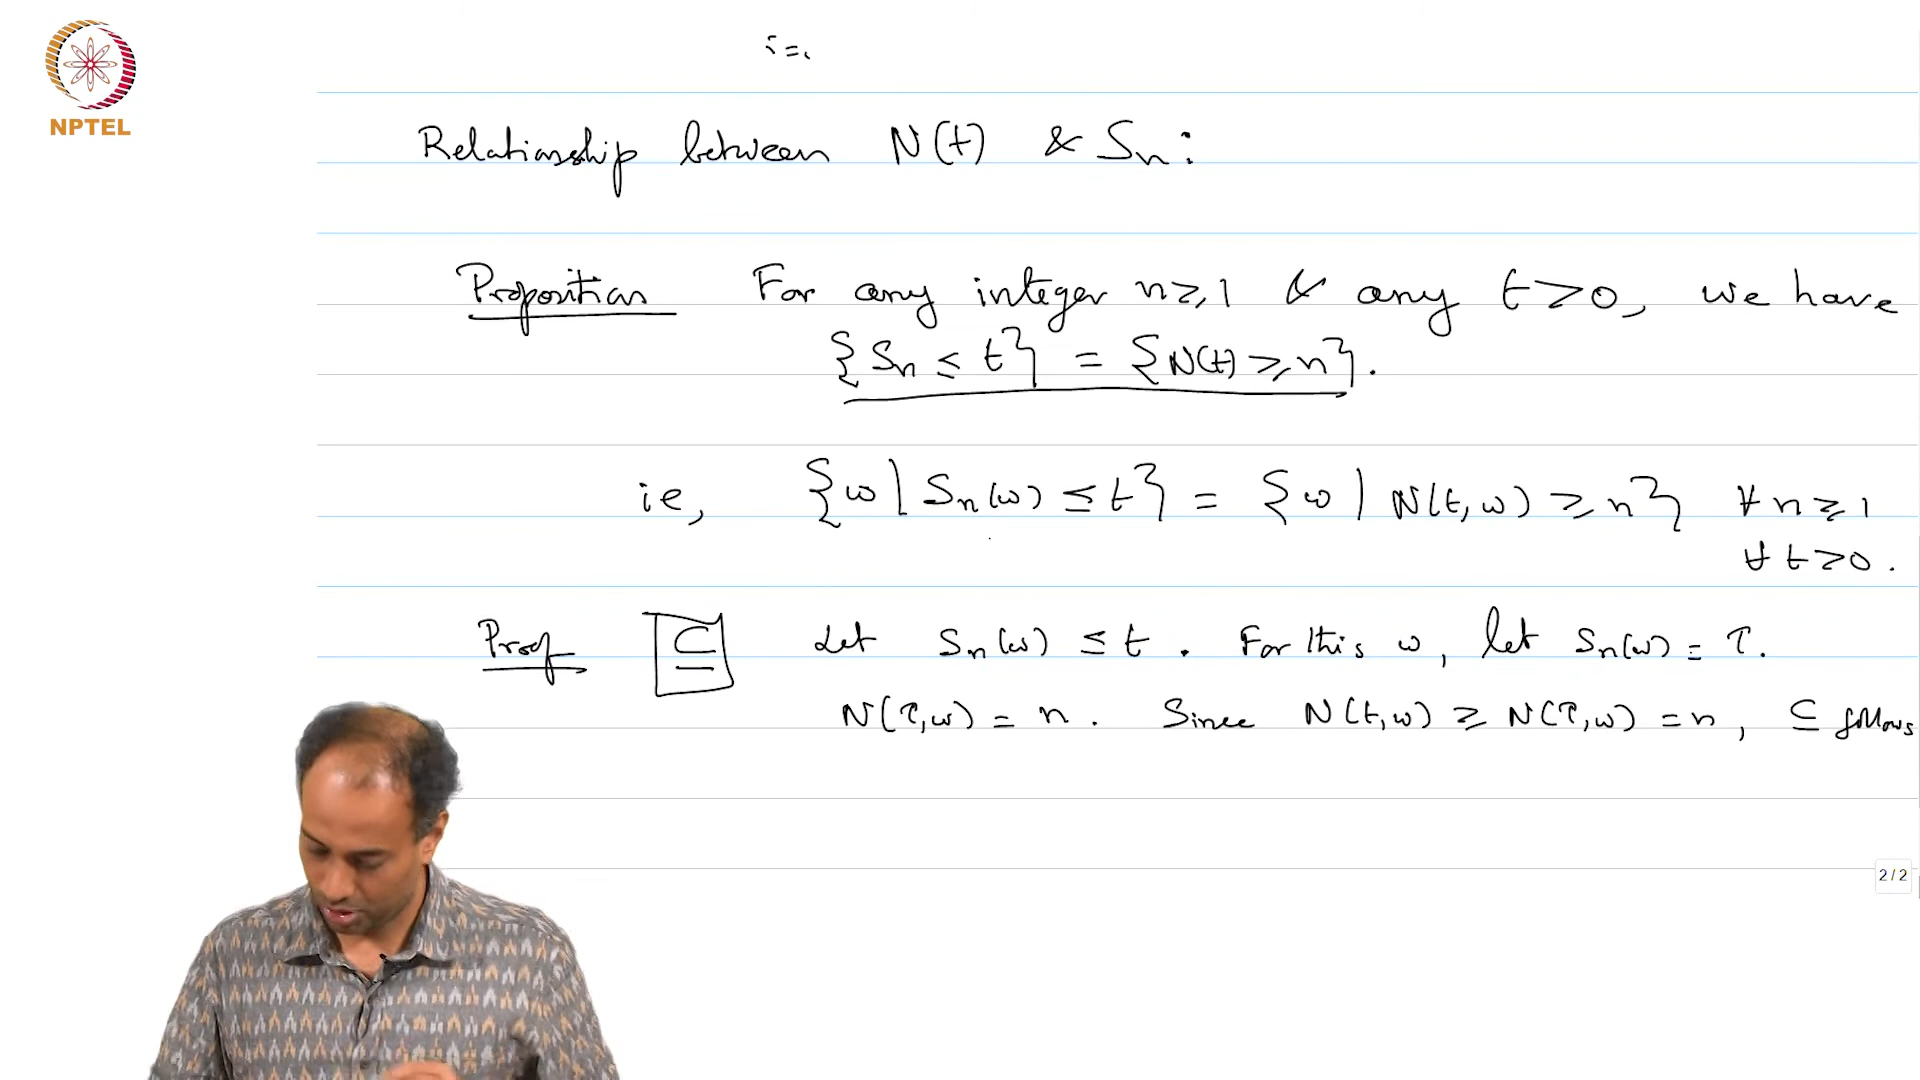 i=1
NPTEL
Relationship between N(t) & Sₙ:
Proposition For any integer n≥1 & any t>0, we have
{Sₙ ≤ t} = {N(t) ≥ n}.
ie, {ω | Sₙ(ω) ≤ t} = {ω | N(t,ω) ≥ n} ∀ n≥1
∀ t>0.
Proof ⊆ Let Sₙ(ω) ≤ t. For this ω, let Sₙ(ω) = τ.
N(τ,ω) = n. Since N(t,ω) ≥ N(τ,ω) = n, ⊆ follows
2/2